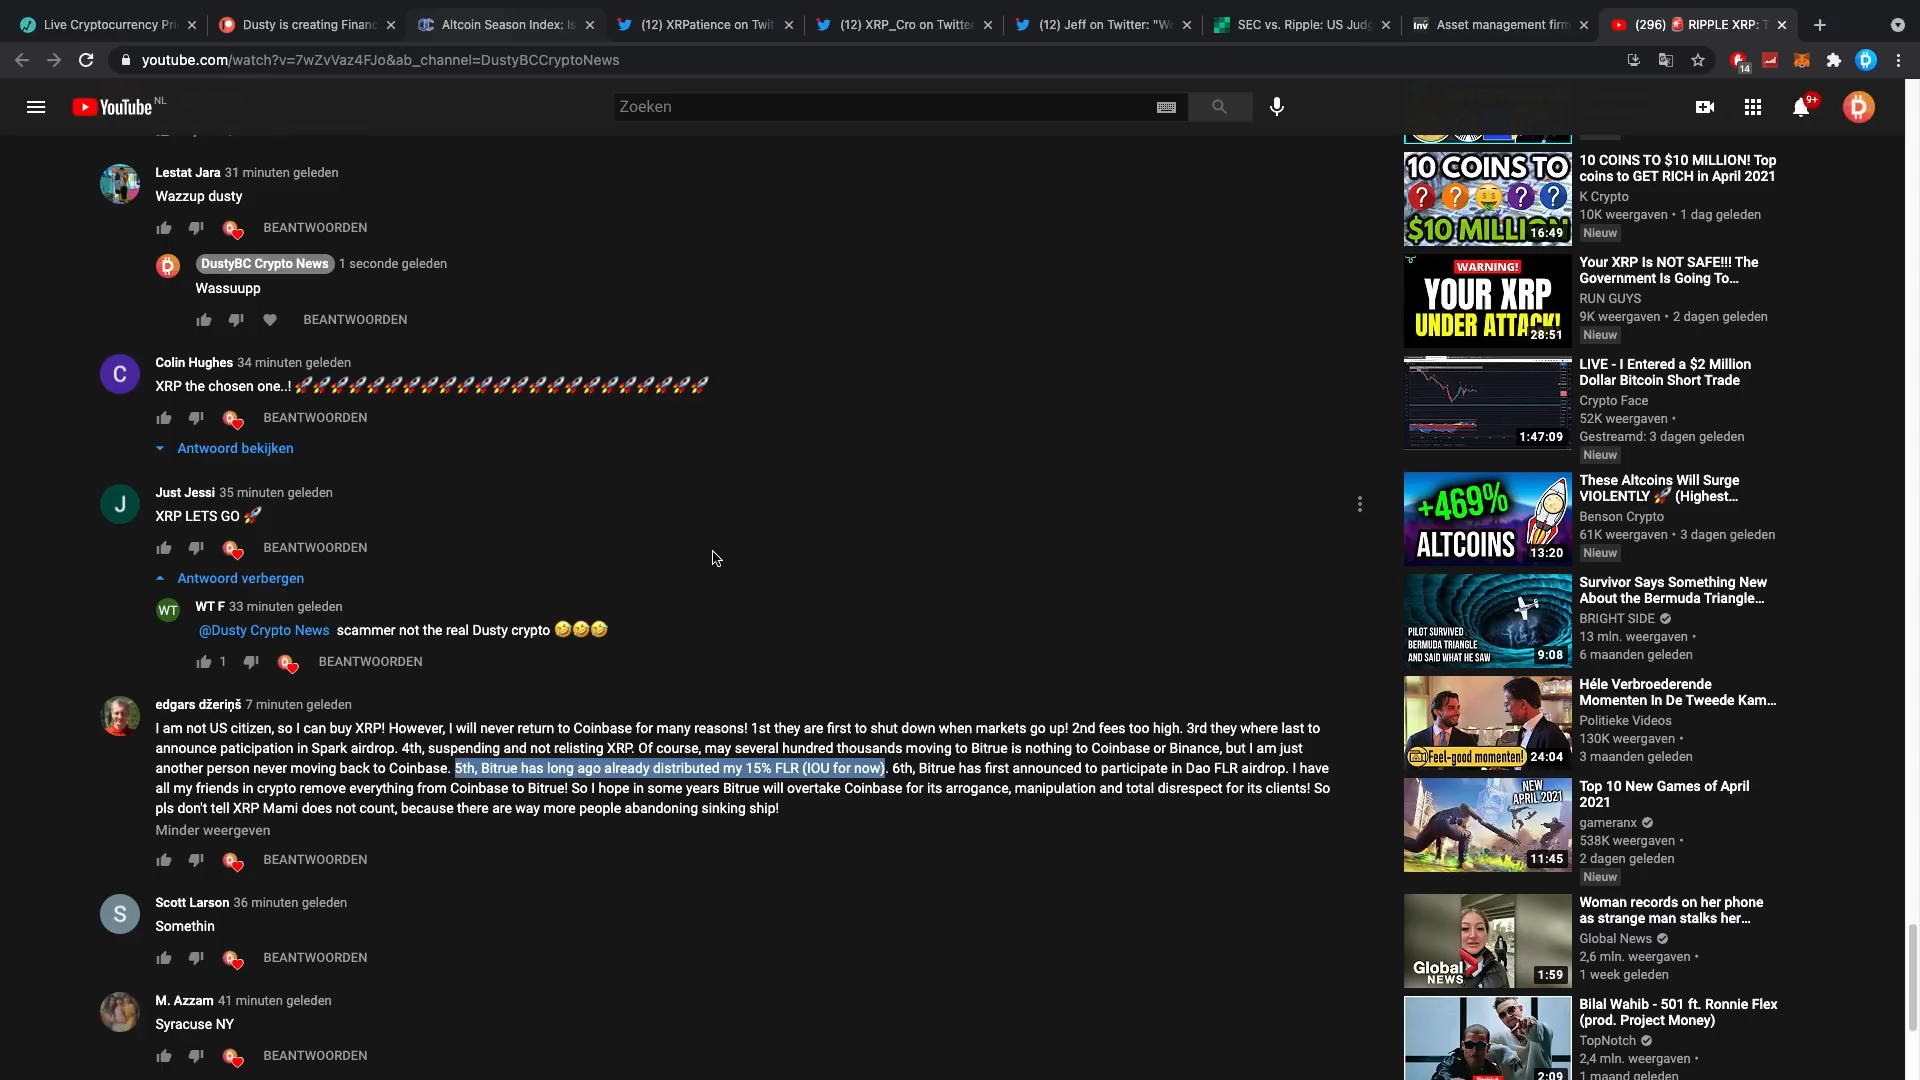 Live Cryptocurrency Pri
Dusty is creating Financ
Altcoin Season Index: Is
(12) XRPatience on Twit
(12) XRP_Cro on Twitter
(12) Jeff on Twitter: "We
SEC vs. Ripple: US Judg
inv Asset management firm
(296) 🚨 RIPPLE XRP: T
youtube.com/watch?v=7wZvVaz4FJo&ab_channel=DustyBCCryptoNews
14
YouTube NL
Zoeken
9+
Lestat Jara 31 minuten geleden
Wazzup dusty
BEANTWOORDEN
DustyBC Crypto News 1 seconde geleden
Wassuupp
BEANTWOORDEN
C
Colin Hughes 34 minuten geleden
XRP the chosen one..! 🚀🚀🚀🚀🚀🚀🚀🚀🚀🚀🚀🚀🚀🚀🚀🚀🚀🚀🚀🚀🚀🚀🚀
BEANTWOORDEN
Antwoord bekijken
J
Just Jessi 35 minuten geleden
XRP LETS GO 🚀
BEANTWOORDEN
Antwoord verbergen
WT
WT F 33 minuten geleden
@Dusty Crypto News scammer not the real Dusty crypto 🤣🤣🤣
1 BEANTWOORDEN
edgars džeriņš 7 minuten geleden
I am not US citizen, so I can buy XRP! However, I will never return to Coinbase for many reasons! 1st they are first to shut down when markets go up! 2nd fees too high. 3rd they where last to
announce paticipation in Spark airdrop. 4th, suspending and not relisting XRP. Of course, may several hundred thousands moving to Bitrue is nothing to Coinbase or Binance, but I am just
another person never moving back to Coinbase. 5th, Bitrue has long ago already distributed my 15% FLR (IOU for now). 6th, Bitrue has first announced to participate in Dao FLR airdrop. I have
all my friends in crypto remove everything from Coinbase to Bitrue! So I hope in some years Bitrue will overtake Coinbase for its arrogance, manipulation and total disrespect for its clients! So
pls don't tell XRP Mami does not count, because there are way more people abandoning sinking ship!
Minder weergeven
BEANTWOORDEN
S
Scott Larson 36 minuten geleden
Somethin
BEANTWOORDEN
M. Azzam 41 minuten geleden
Syracuse NY
BEANTWOORDEN
10 COINS TO
$10 MILLION
16:49
10 COINS TO $10 MILLION! Top
coins to GET RICH in April 2021
K Crypto
10K weergaven • 1 dag geleden
Nieuw
WARNING!
YOUR XRP
UNDER ATTACK!
28:51
Your XRP Is NOT SAFE!!! The
Government Is Going To...
RUN GUYS
9K weergaven • 2 dagen geleden
Nieuw
1:47:09
LIVE - I Entered a $2 Million
Dollar Bitcoin Short Trade
Crypto Face
52K weergaven •
Gestreamd: 3 dagen geleden
Nieuw
+469%
ALTCOINS
13:20
These Altcoins Will Surge
VIOLENTLY 🚀 (Highest...
Benson Crypto
61K weergaven • 3 dagen geleden
Nieuw
PILOT SURVIVED
BERMUDA TRIANGLE
AND SAID WHAT HE SAW
9:08
Survivor Says Something New
About the Bermuda Triangle...
BRIGHT SIDE
13 mln. weergaven •
6 maanden geleden
Feel-good momenten!
24:04
Héle Verbroederende
Momenten In De Tweede Kam...
Politieke Videos
130K weergaven •
3 maanden geleden
NEW
APRIL 2021
11:45
Top 10 New Games of April
2021
gameranx
538K weergaven •
2 dagen geleden
Nieuw
Global
NEWS
1:59
Woman records on her phone
as strange man stalks her...
Global News
2,6 mln. weergaven •
1 week geleden
2:09
Bilal Wahib - 501 ft. Ronnie Flex
(prod. Project Money)
TopNotch
2,4 mln. weergaven •
1 maand geleden